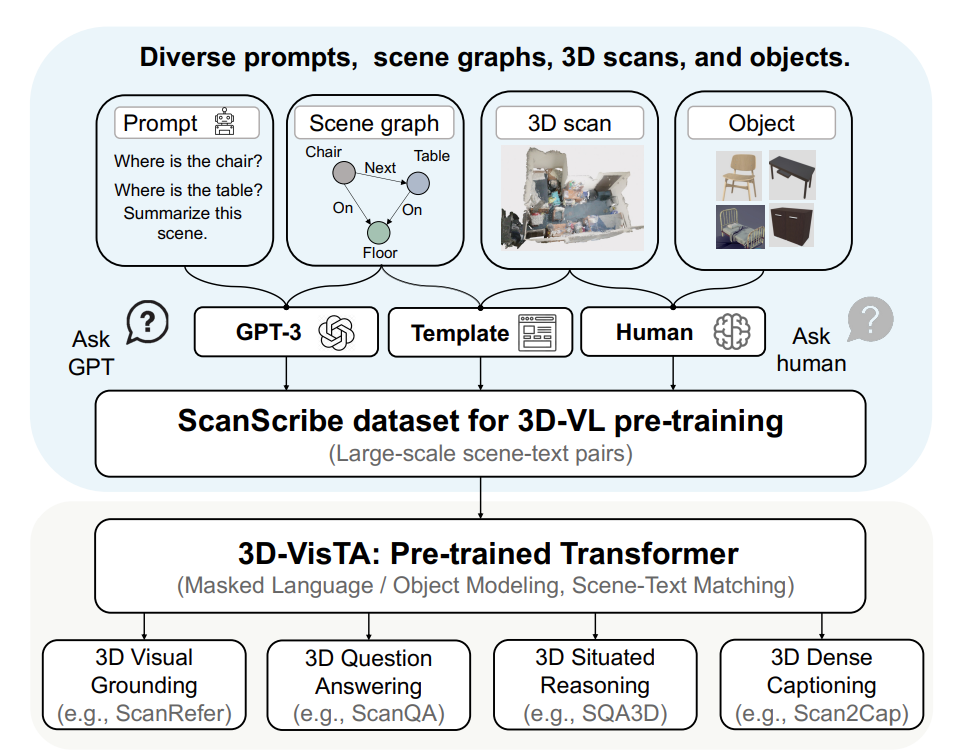 Diverse prompts, scene graphs, 3D scans, and objects.
Prompt
Where is the chair?
Where is the table?
Summarize this
scene.
Scene graph
Chair
Next
Table
On
On
Floor
3D scan
Object
Ask
GPT
?
GPT-3
Template
Human
?
Ask
human
ScanScribe dataset for 3D-VL pre-training
(Large-scale scene-text pairs)
3D-VisTA: Pre-trained Transformer
(Masked Language / Object Modeling, Scene-Text Matching)
3D Visual
Grounding
(e.g., ScanRefer)
3D Question
Answering
(e.g., ScanQA)
3D Situated
Reasoning
(e.g., SQA3D)
3D Dense
Captioning
(e.g., Scan2Cap)